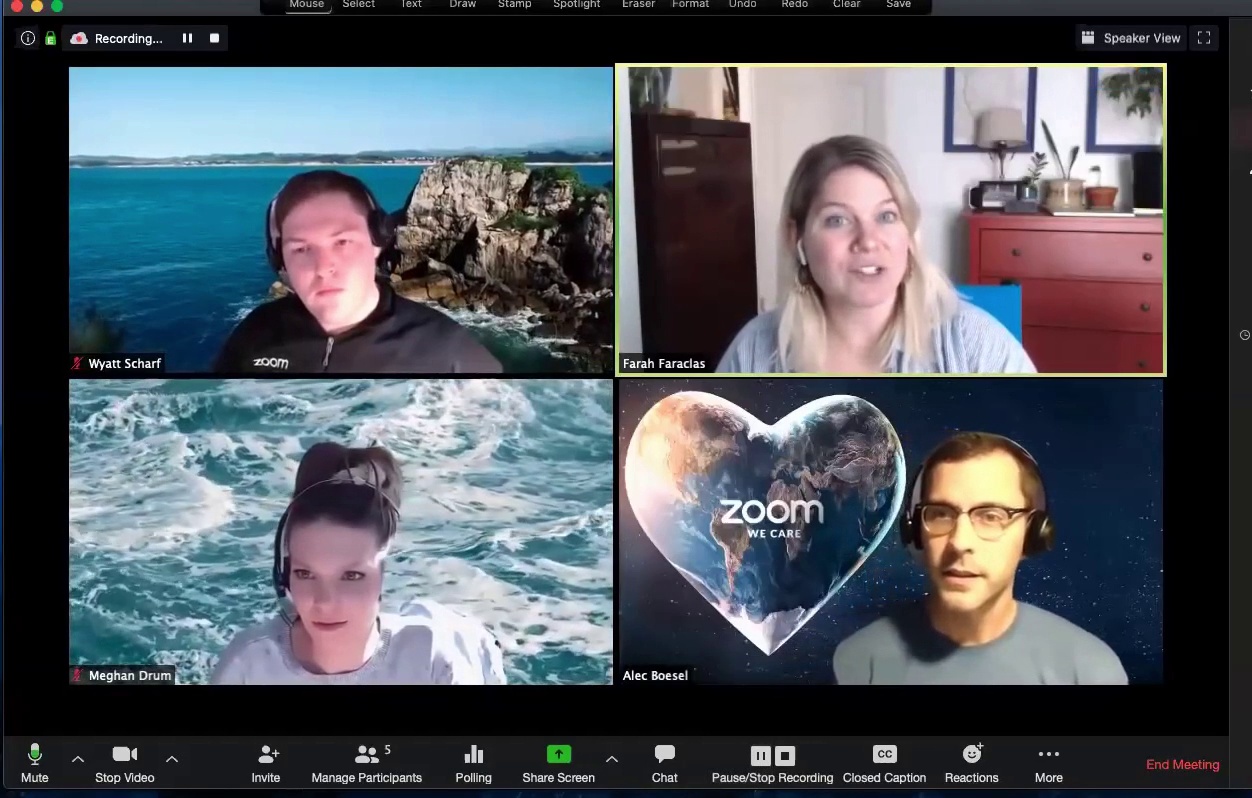 Mouse Select Text Draw Stamp Spotlight Eraser Format Undo Redo Clear Save
Recording...
Speaker View
zoom
Wyatt Scharf
Farah Faraclas
zoom
WE CARE
Meghan Drum
Alec Boesel
5
Mute Stop Video Invite Manage Participants Polling Share Screen Chat Pause/Stop Recording CC Closed Caption Reactions More End Meeting